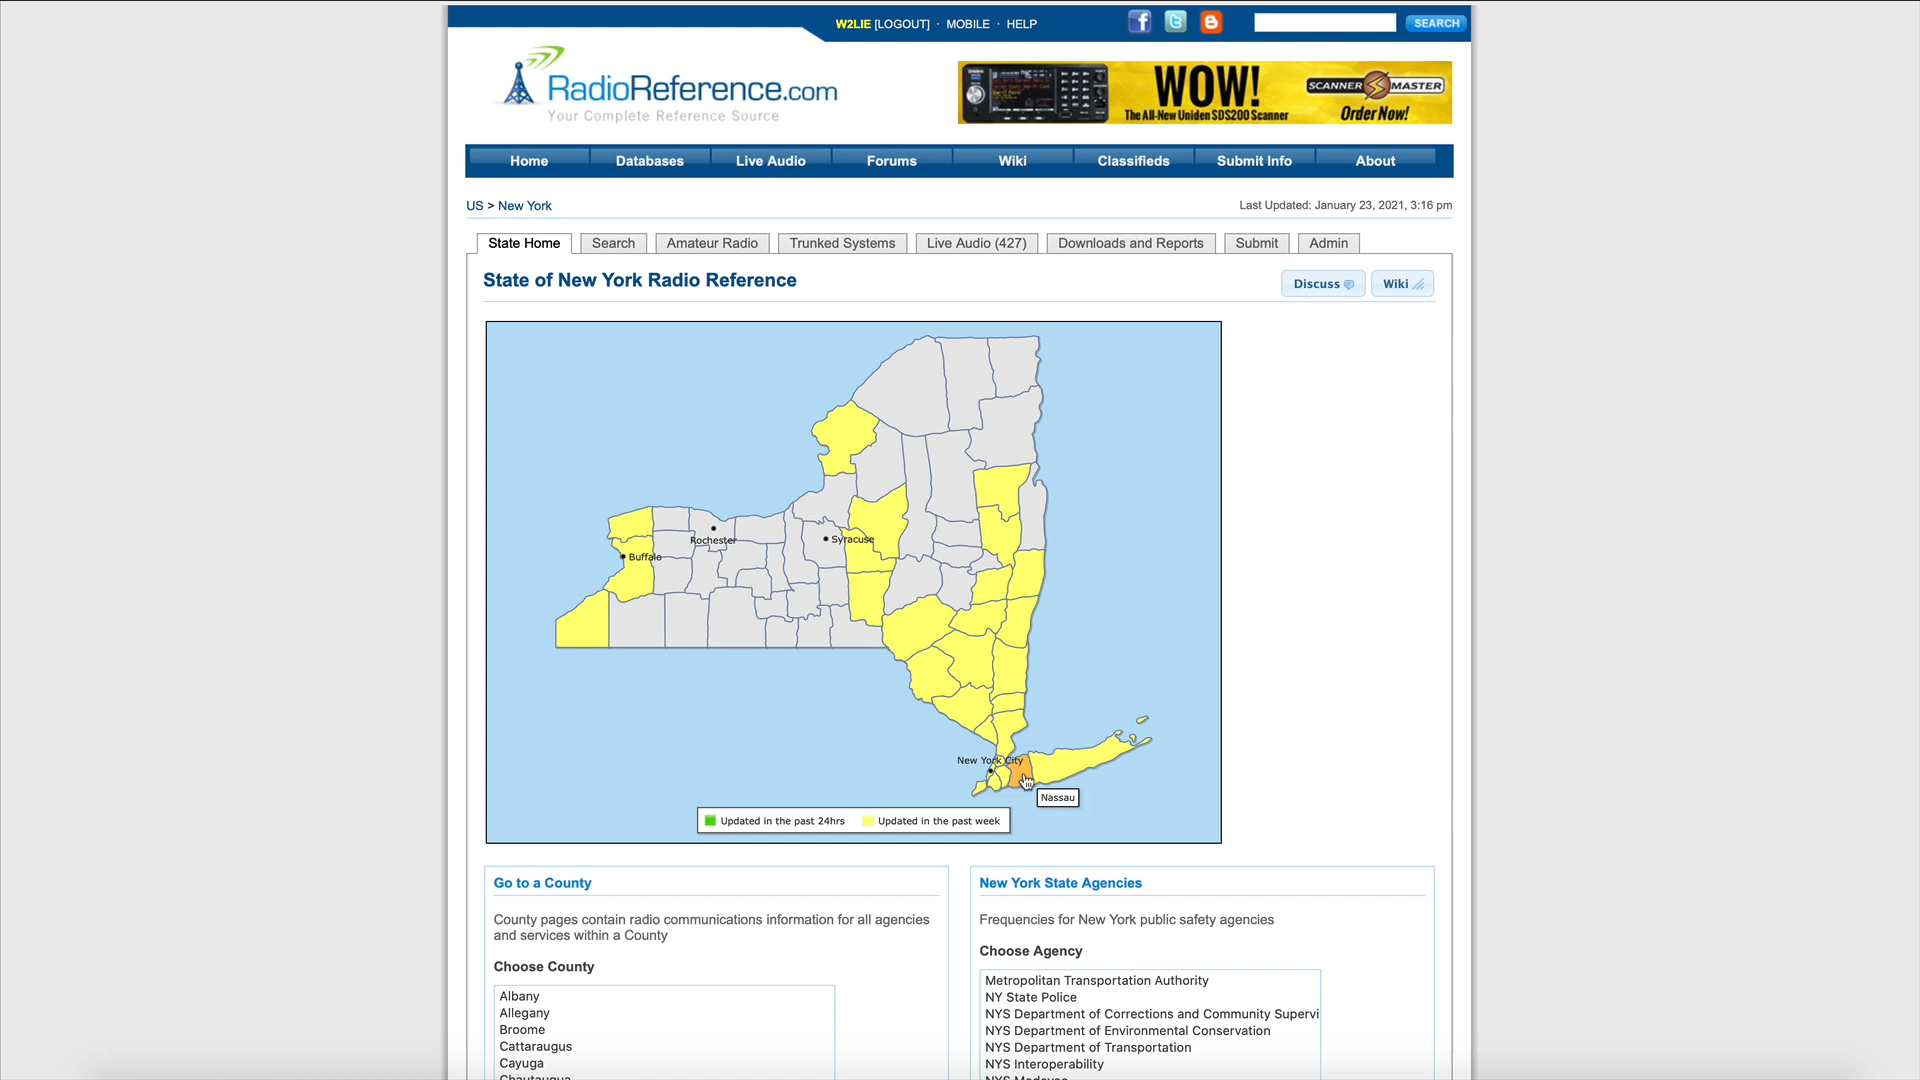 W2LIE [LOGOUT] · MOBILE · HELP
SEARCH
RadioReference.com
Your Complete Reference Source
WOW!
The All-New Uniden SDS200 Scanner
SCANNER MASTER
Order Now!
Home Databases Live Audio Forums Wiki Classifieds Submit Info About
US > New York
Last Updated: January 23, 2021, 3:16 pm
State Home Search Amateur Radio Trunked Systems Live Audio (427) Downloads and Reports Submit Admin
State of New York Radio Reference
Discuss Wiki
Rochester
Syracuse
Buffalo
New York City
Nassau
Updated in the past 24hrs Updated in the past week
Go to a County
County pages contain radio communications information for all agencies
and services within a County
Choose County
Albany
Allegany
Broome
Cattaraugus
Cayuga
Chautauqua
New York State Agencies
Frequencies for New York public safety agencies
Choose Agency
Metropolitan Transportation Authority
NY State Police
NYS Department of Corrections and Community Supervi
NYS Department of Environmental Conservation
NYS Department of Transportation
NYS Interoperability